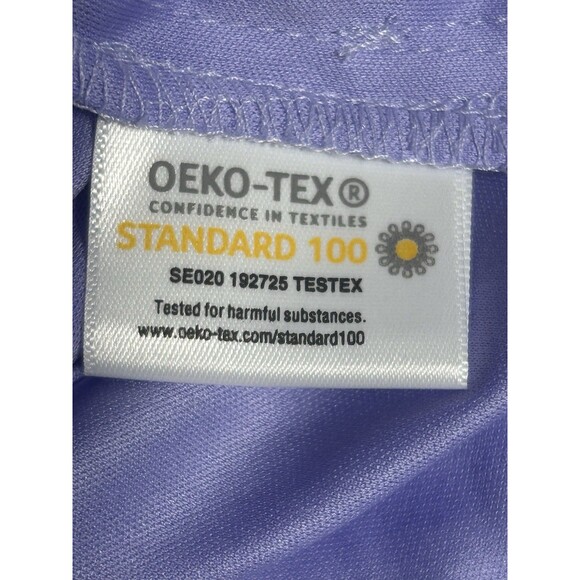 OEKO-TEX®
CONFIDENCE IN TEXTILES
STANDARD 100
SE020 192725 TESTEX
Tested for harmful substances.
www.oeko-tex.com/standard100